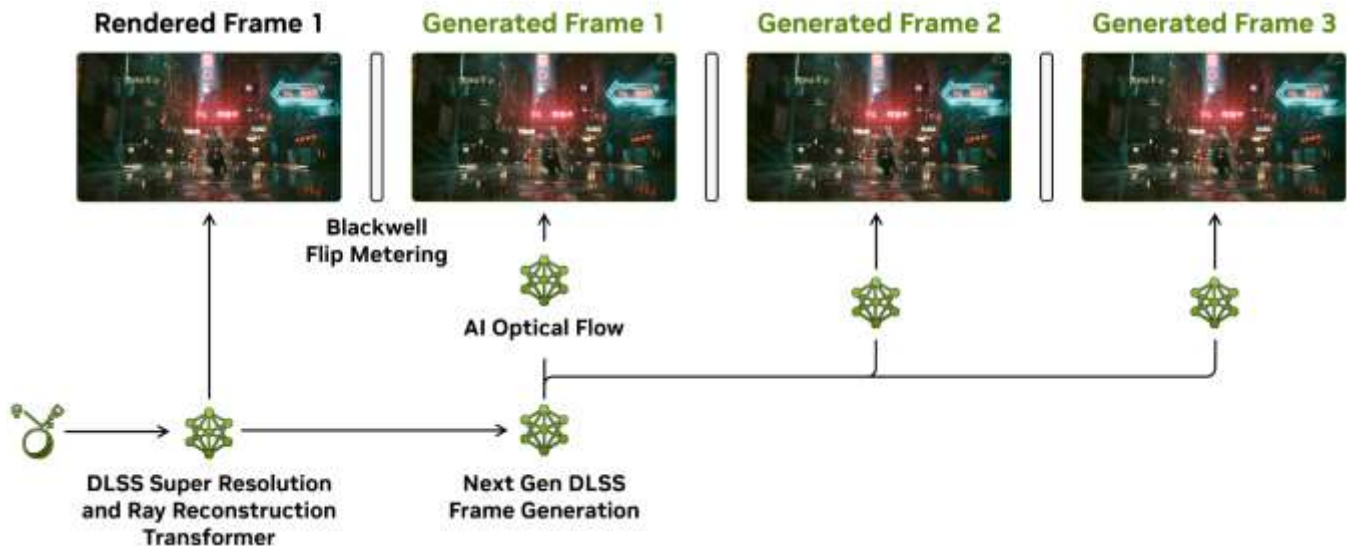 Rendered Frame 1
Generated Frame 1
Generated Frame 2
Generated Frame 3
Blackwell
Flip Metering
AI Optical Flow
DLSS Super Resolution
and Ray Reconstruction
Transformer
Next Gen DLSS
Frame Generation